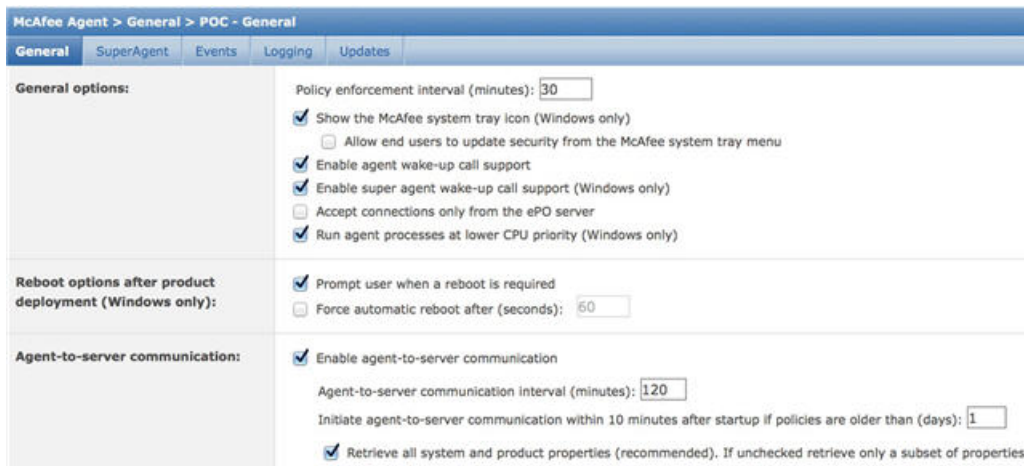 McAfee Agent > General > POC - General
General SuperAgent Events Logging Updates
General options:
Policy enforcement interval (minutes): 30
Show the McAfee system tray icon (Windows only)
Allow end users to update security from the McAfee system tray menu
Enable agent wake-up call support
Enable super agent wake-up call support (Windows only)
Accept connections only from the ePO server
Run agent processes at lower CPU priority (Windows only)
Reboot options after product
deployment (Windows only):
Prompt user when a reboot is required
Force automatic reboot after (seconds): 60
Agent-to-server communication:
Enable agent-to-server communication
Agent-to-server communication interval (minutes): 120
Initiate agent-to-server communication within 10 minutes after startup if policies are older than (days): 1
Retrieve all system and product properties (recommended). If unchecked retrieve only a subset of properties